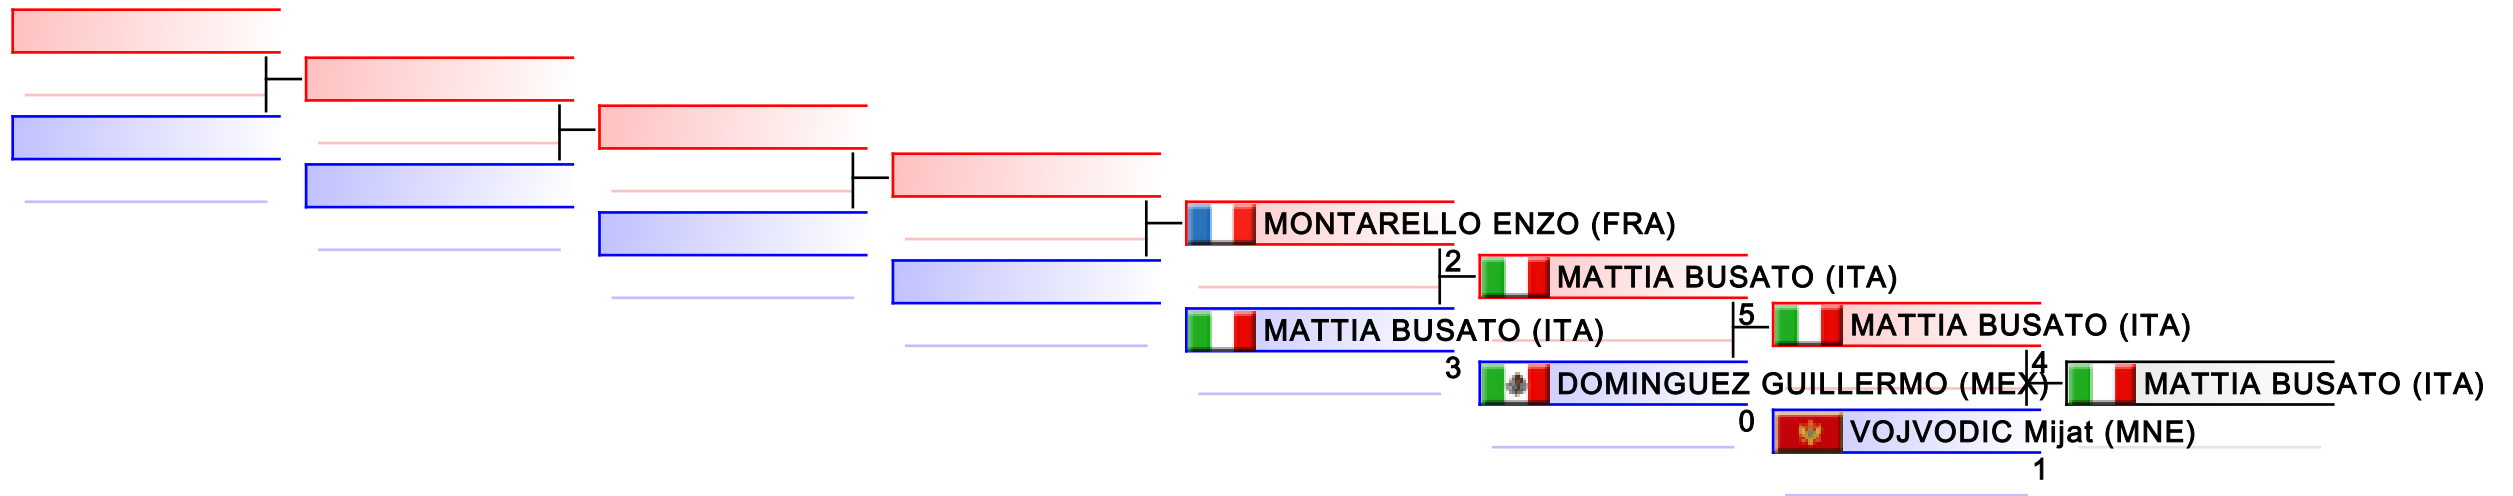 MONTARELLO ENZO (FRA)
2
MATTIA BUSATO (ITA)
MATTIA BUSATO (ITA)
3
5
MATTIA BUSATO (ITA)
DOMINGUEZ GUILLERMO (MEX)
0
4
MATTIA BUSATO (ITA)
VOJVODIC Mijat (MNE)
1